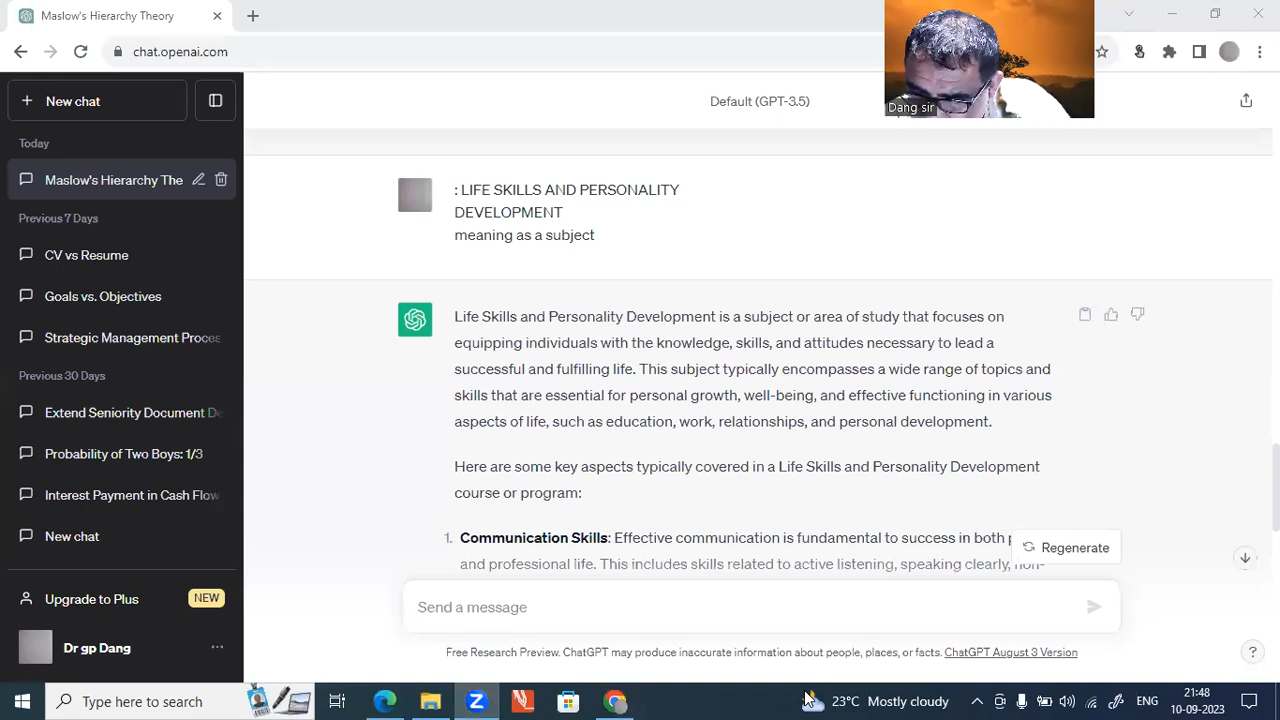 Maslow's Hierarchy Theory
chat.openai.com
Dang sir
New chat
Default (GPT-3.5)
Today
Maslow's Hierarchy The
Previous 7 Days
CV vs Resume
Goals vs. Objectives
Strategic Management Proces
Previous 30 Days
Extend Seniority Document De
Probability of Two Boys: 1/3
Interest Payment in Cash Flow
New chat
Upgrade to Plus NEW
Dr gp Dang
: LIFE SKILLS AND PERSONALITY
DEVELOPMENT
meaning as a subject
Life Skills and Personality Development is a subject or area of study that focuses on
equipping individuals with the knowledge, skills, and attitudes necessary to lead a
successful and fulfilling life. This subject typically encompasses a wide range of topics and
skills that are essential for personal growth, well-being, and effective functioning in various
aspects of life, such as education, work, relationships, and personal development.
Here are some key aspects typically covered in a Life Skills and Personality Development
course or program:
1. Communication Skills: Effective communication is fundamental to success in both
and professional life. This includes skills related to active listening, speaking clearly, non-
Regenerate
Send a message
Free Research Preview. ChatGPT may produce inaccurate information about people, places, or facts. ChatGPT August 3 Version
?
Type here to search
23°C Mostly cloudy
ENG
21:48
10-09-2023